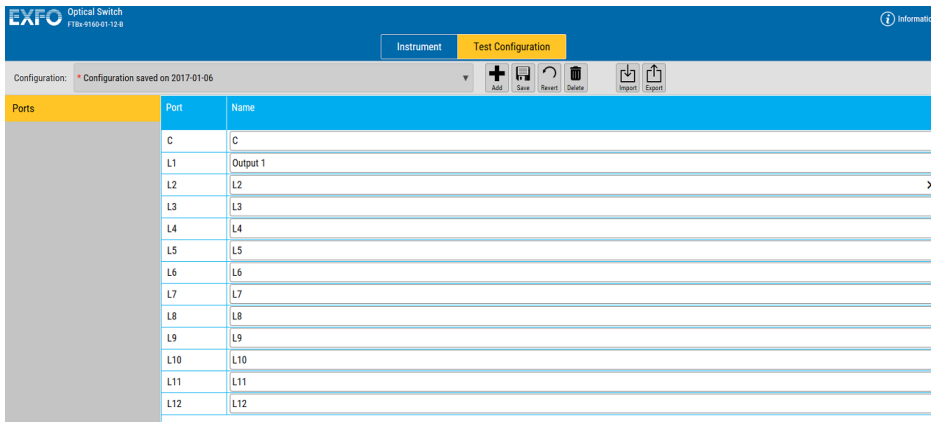 EXFO Optical Switch
FTBx-9160-01-12-B
Informatio
Instrument Test Configuration
Configuration: * Configuration saved on 2017-01-06
Add Save Revert Delete Import Export
Ports Port Name
C C
L1 Output 1
L2 L2
L3 L3
L4 L4
L5 L5
L6 L6
L7 L7
L8 L8
L9 L9
L10 L10
L11 L11
L12 L12